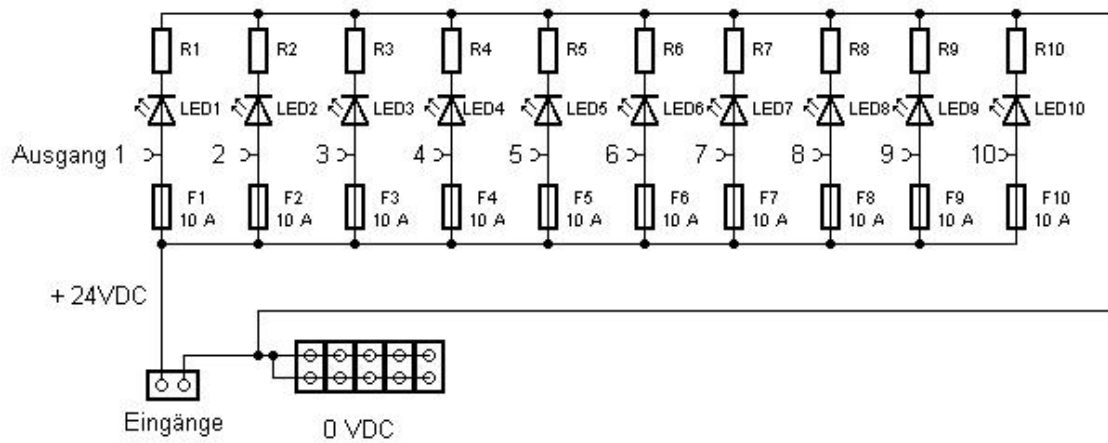 R1 R2 R3 R4 R5 R6 R7 R8 R9 R10
LED1 LED2 LED3 LED4 LED5 LED6 LED7 LED8 LED9 LED10
Ausgang 1 2 3 4 5 6 7 8 9 10
F1 F2 F3 F4 F5 F6 F7 F8 F9 F10
10 A 10 A 10 A 10 A 10 A 10 A 10 A 10 A 10 A 10 A
+ 24VDC
Eingänge
0 VDC